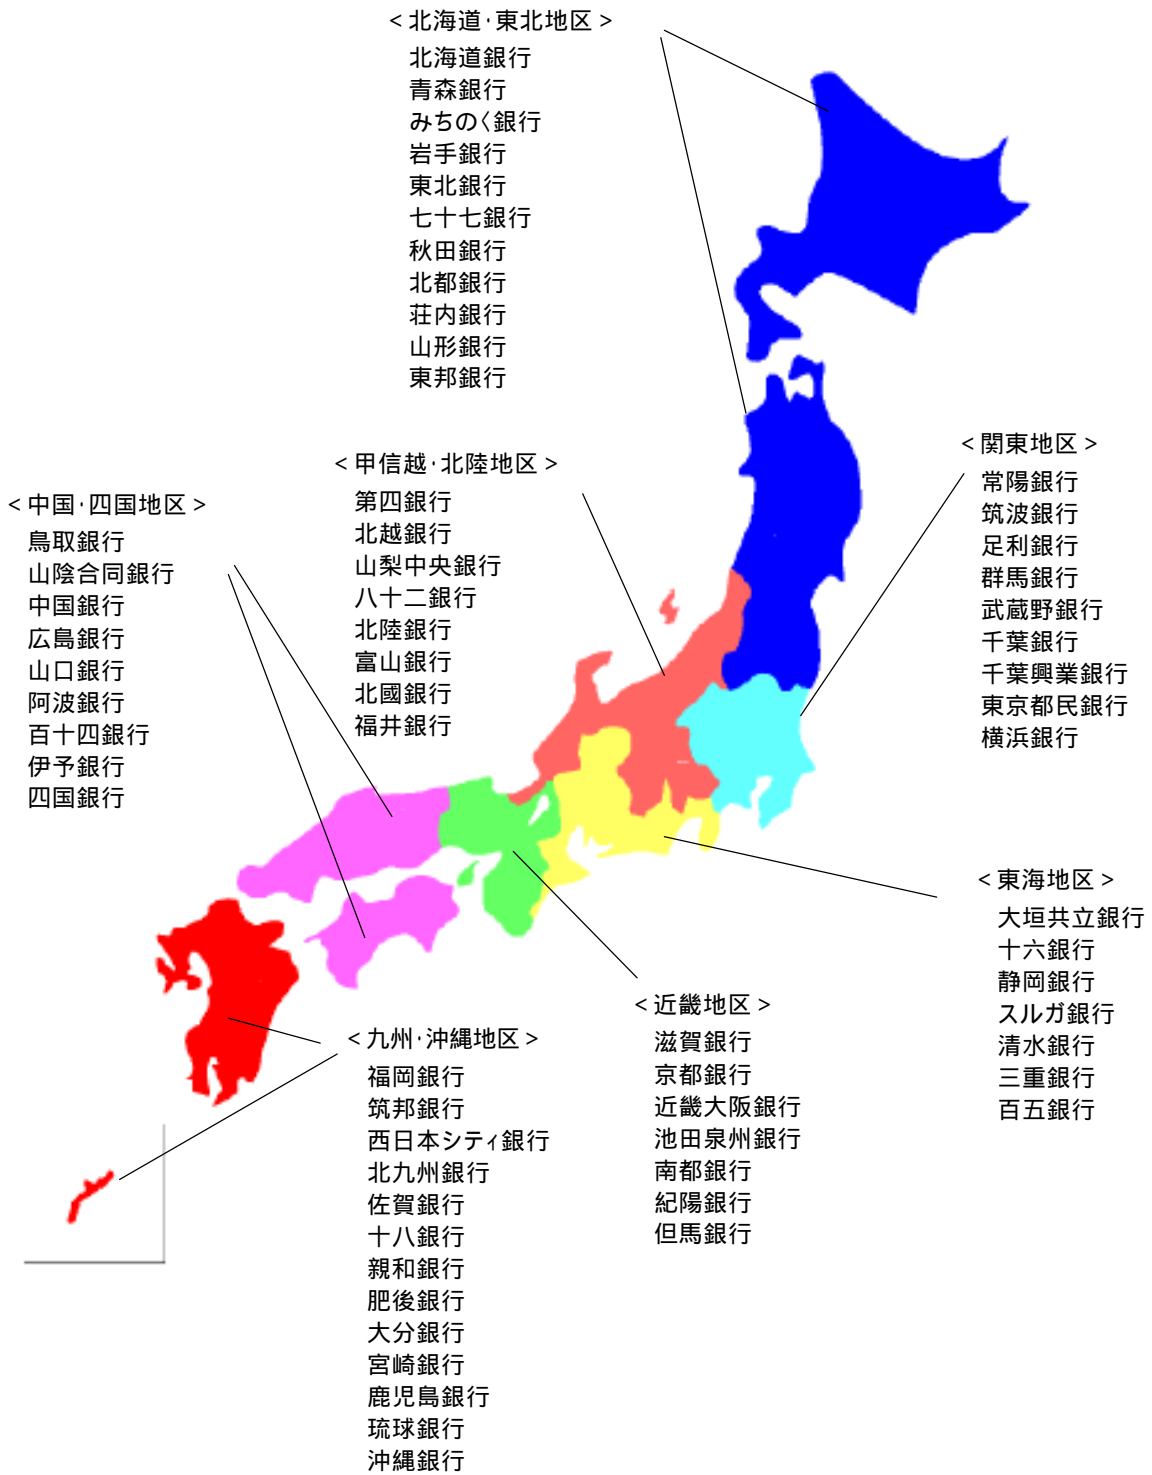 <北海道･東北地区>
北海道銀行
青森銀行
みちのく銀行
岩手銀行
東北銀行
七十七銀行
秋田銀行
北都銀行
荘内銀行
山形銀行
東邦銀行
<関東地区>
常陽銀行
筑波銀行
足利銀行
群馬銀行
武蔵野銀行
千葉銀行
千葉興業銀行
東京都民銀行
横浜銀行
<甲信越･北陸地区>
第四銀行
北越銀行
山梨中央銀行
八十二銀行
北陸銀行
富山銀行
北國銀行
福井銀行
<中国･四国地区>
鳥取銀行
山陰合同銀行
中国銀行
広島銀行
山口銀行
阿波銀行
百十四銀行
伊予銀行
四国銀行
<東海地区>
大垣共立銀行
十六銀行
静岡銀行
スルガ銀行
清水銀行
三重銀行
百五銀行
<近畿地区>
滋賀銀行
京都銀行
近畿大阪銀行
池田泉州銀行
南都銀行
紀陽銀行
但馬銀行
<九州･沖縄地区>
福岡銀行
筑邦銀行
西日本シティ銀行
北九州銀行
佐賀銀行
十八銀行
親和銀行
肥後銀行
大分銀行
宮崎銀行
鹿児島銀行
琉球銀行
沖縄銀行